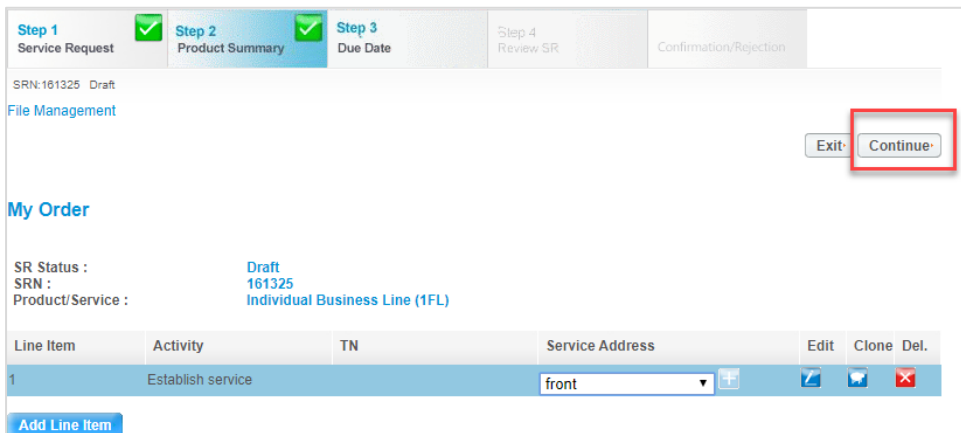 Step 1
Service Request
Step 2
Product Summary
Step 3
Due Date
Step 4
Review SR
Confirmation/Rejection
SRN:161325 Draft
File Management
Exit
Continue
My Order
SR Status : Draft
SRN : 161325
Product/Service : Individual Business Line (1FL)
Line Item Activity TN Service Address Edit Clone Del.
1 Establish service front
Add Line Item